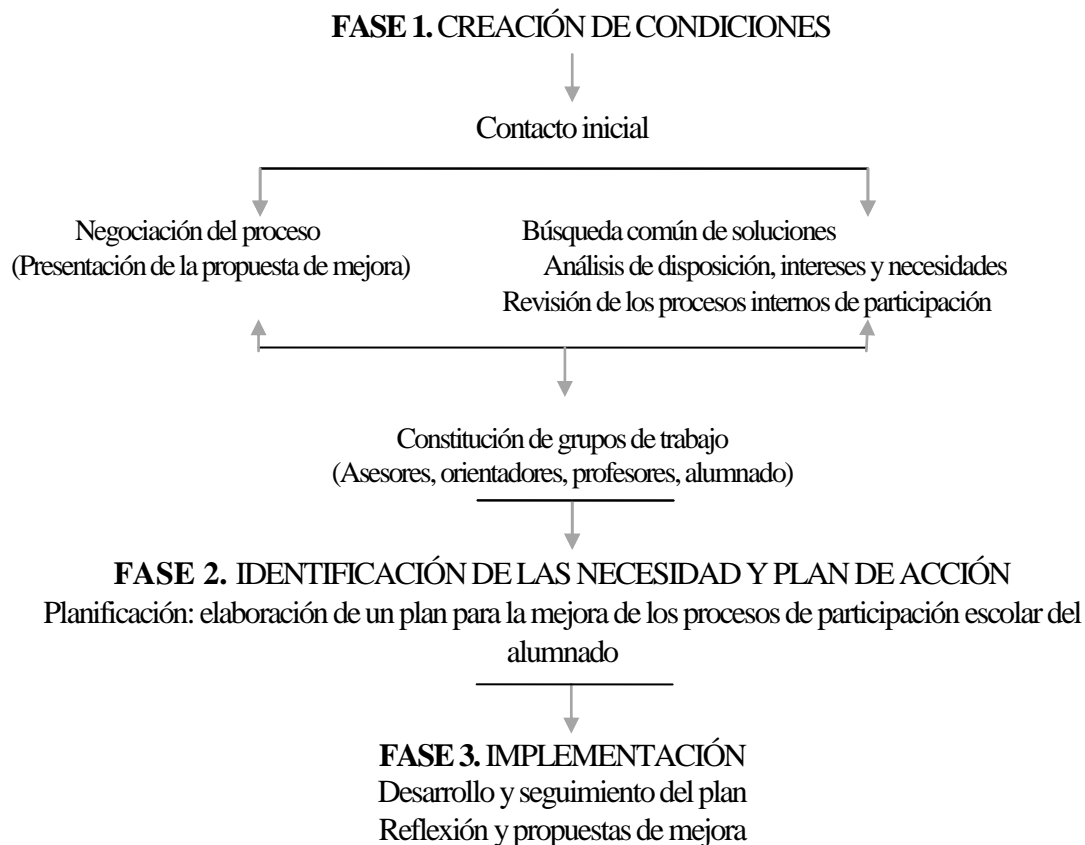 FASE 1. CREACIÓN DE CONDICIONES
Contacto inicial
Negociación del proceso
(Presentación de la propuesta de mejora)
Búsqueda común de soluciones
Análisis de disposición, intereses y necesidades
Revisión de los procesos internos de participación
Constitución de grupos de trabajo
(Asesores, orientadores, profesores, alumnado)
FASE 2. IDENTIFICACIÓN DE LAS NECESIDAD Y PLAN DE ACCIÓN
Planificación: elaboración de un plan para la mejora de los procesos de participación escolar del
alumnado
FASE 3. IMPLEMENTACIÓN
Desarrollo y seguimiento del plan
Reflexión y propuestas de mejora